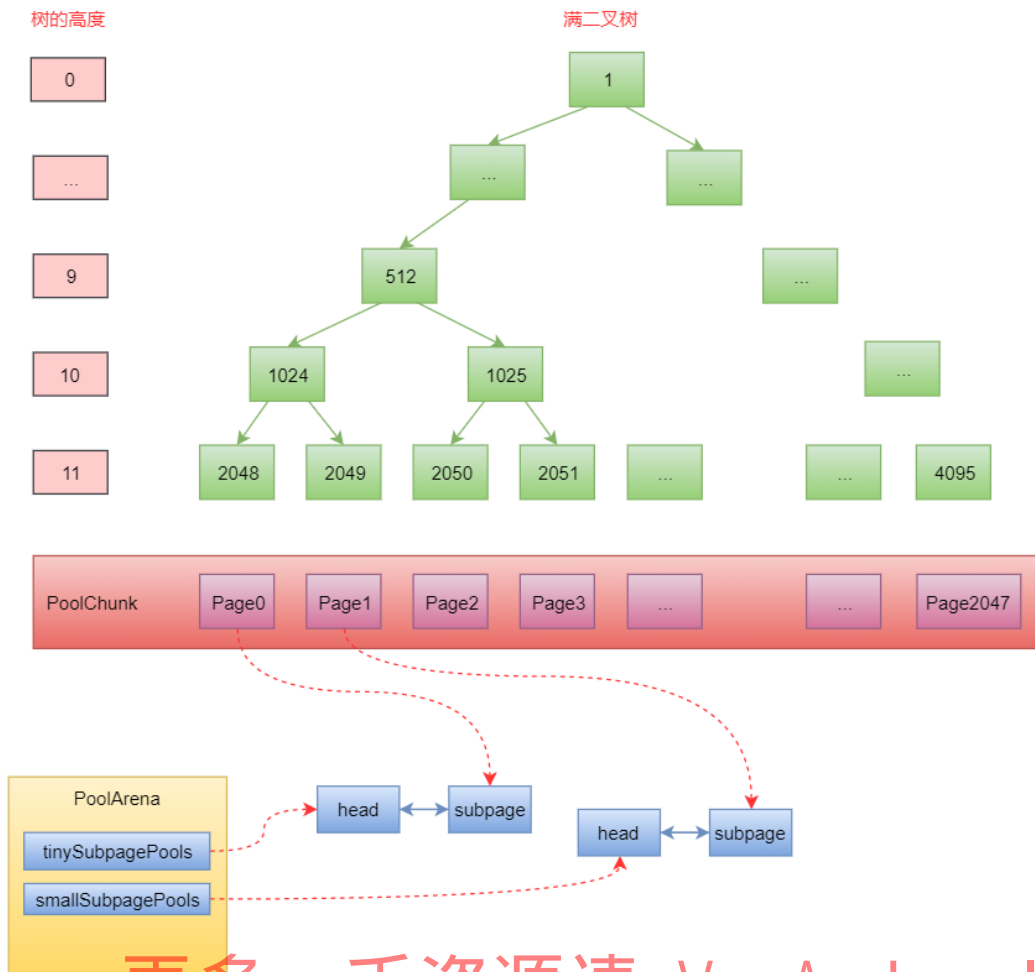 树的高度
满二叉树
0
1
...
...
...
9
512
...
10
1024
1025
...
11
2048
2049
2050
2051
...
...
4095
PoolChunk
Page0
Page1
Page2
Page3
...
...
Page2047
PoolArena
head
subpage
head
subpage
tinySubpagePools
smallSubpagePools